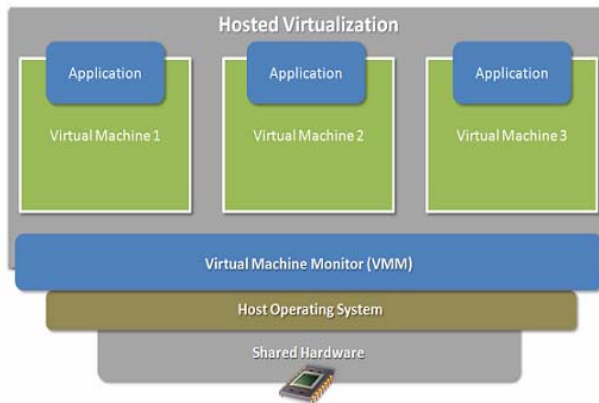 Hosted Virtualization
Application
Application
Application
Virtual Machine 1
Virtual Machine 2
Virtual Machine 3
Virtual Machine Monitor (VMM)
Host Operating System
Shared Hardware